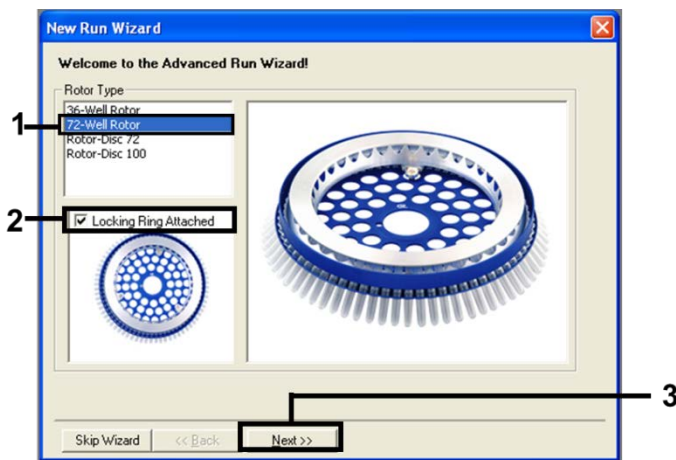 New Run Wizard
Welcome to the Advanced Run Wizard!
Rotor Type
36-Well Rotor
1
72-Well Rotor
Rotor-Disc 72
Rotor-Disc 100
2
Locking Ring Attached
3
Skip Wizard
<< Back
Next >>